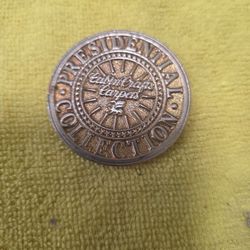 PRESIDENTIAL
Cabin Crafts
Carpets
COLLECTION